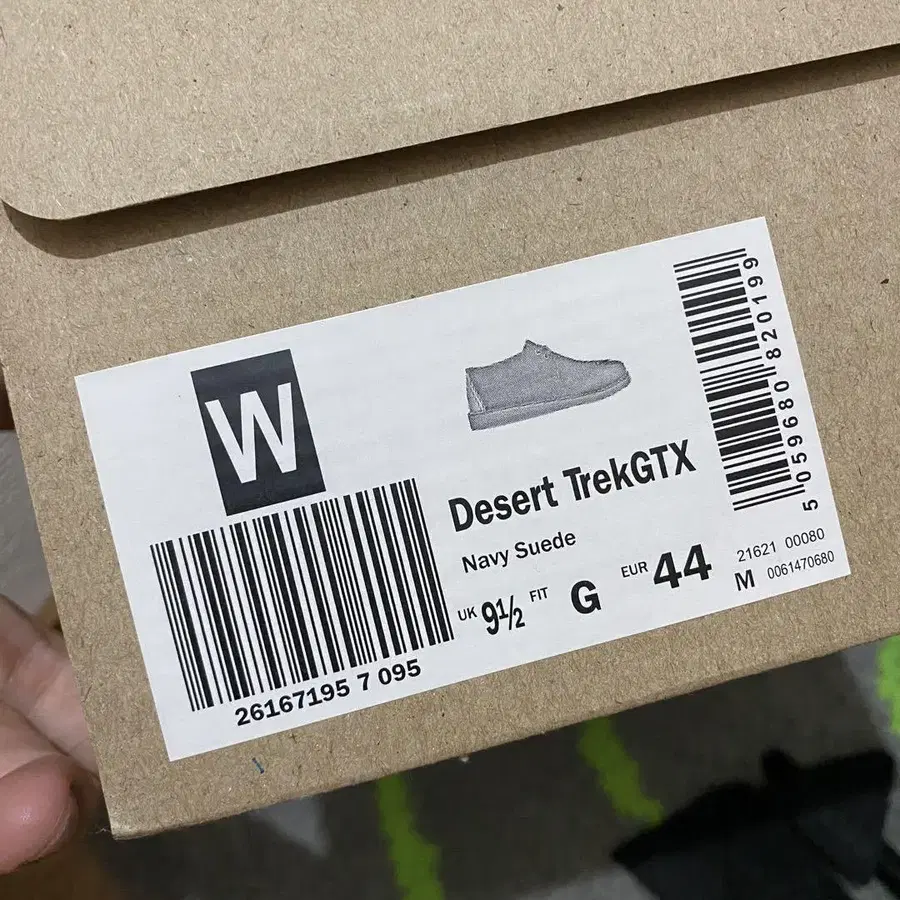 W
Desert TrekGTX
Navy Suede
UK 9½ FIT G EUR 44
26167195 7 095
5 059680 820199
21621 00080
M 0061470680